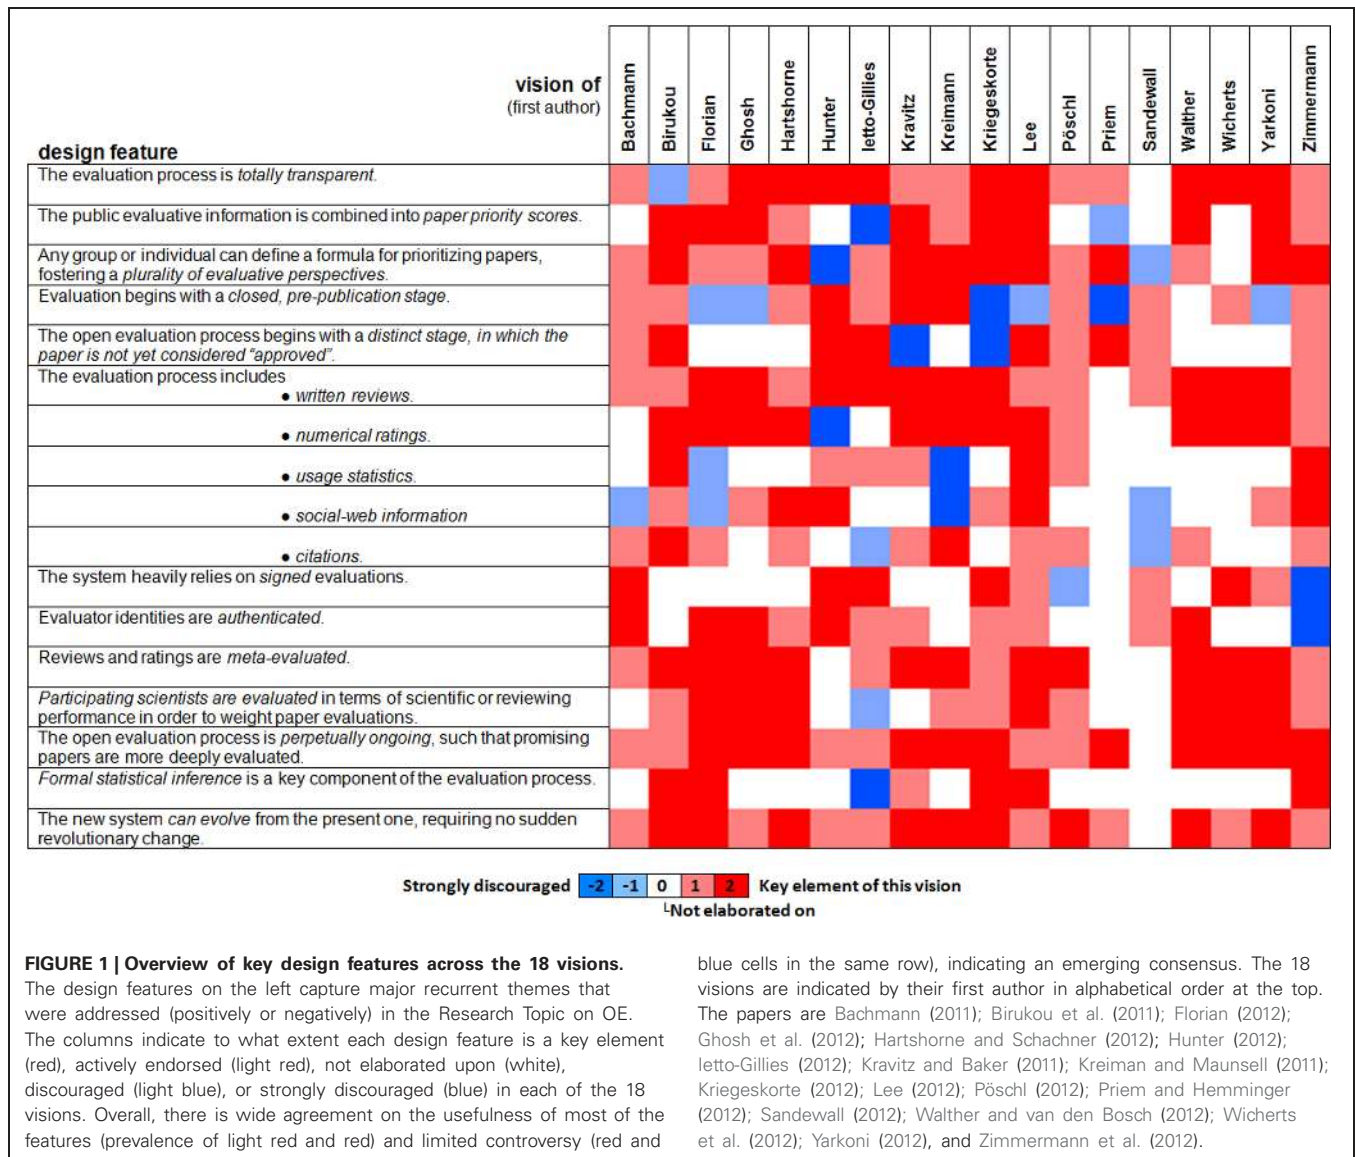 vision of
(first author)
design feature
Bachmann
Birukou
Florian
Ghosh
Hartshorne
Hunter
Ietto-Gillies
Kravitz
Kreimann
Kriegeskorte
Lee
Pöschl
Priem
Sandewall
Walther
Wicherts
Yarkoni
Zimmermann
The evaluation process is totally transparent.
The public evaluative information is combined into paper priority scores.
Any group or individual can define a formula for prioritizing papers,
fostering a plurality of evaluative perspectives.
Evaluation begins with a closed, pre-publication stage.
The open evaluation process begins with a distinct stage, in which the
paper is not yet considered “approved”.
The evaluation process includes
• written reviews.
• numerical ratings.
• usage statistics.
• social-web information
• citations.
The system heavily relies on signed evaluations.
Evaluator identities are authenticated.
Reviews and ratings are meta-evaluated.
Participating scientists are evaluated in terms of scientific or reviewing
performance in order to weight paper evaluations.
The open evaluation process is perpetually ongoing, such that promising
papers are more deeply evaluated.
Formal statistical inference is a key component of the evaluation process.
The new system can evolve from the present one, requiring no sudden
revolutionary change.
Strongly discouraged -2 -1 0 1 2 Key element of this vision
└Not elaborated on
FIGURE 1 | Overview of key design features across the 18 visions.
The design features on the left capture major recurrent themes that
were addressed (positively or negatively) in the Research Topic on OE.
The columns indicate to what extent each design feature is a key element
(red), actively endorsed (light red), not elaborated upon (white),
discouraged (light blue), or strongly discouraged (blue) in each of the 18
visions. Overall, there is wide agreement on the usefulness of most of the
features (prevalence of light red and red) and limited controversy (red and
blue cells in the same row), indicating an emerging consensus. The 18
visions are indicated by their first author in alphabetical order at the top.
The papers are Bachmann (2011); Birukou et al. (2011); Florian (2012);
Ghosh et al. (2012); Hartshorne and Schachner (2012); Hunter (2012);
Ietto-Gillies (2012); Kravitz and Baker (2011); Kreiman and Maunsell (2011);
Kriegeskorte (2012); Lee (2012); Pöschl (2012); Priem and Hemminger
(2012); Sandewall (2012); Walther and van den Bosch (2012); Wicherts
et al. (2012); Yarkoni (2012), and Zimmermann et al. (2012).